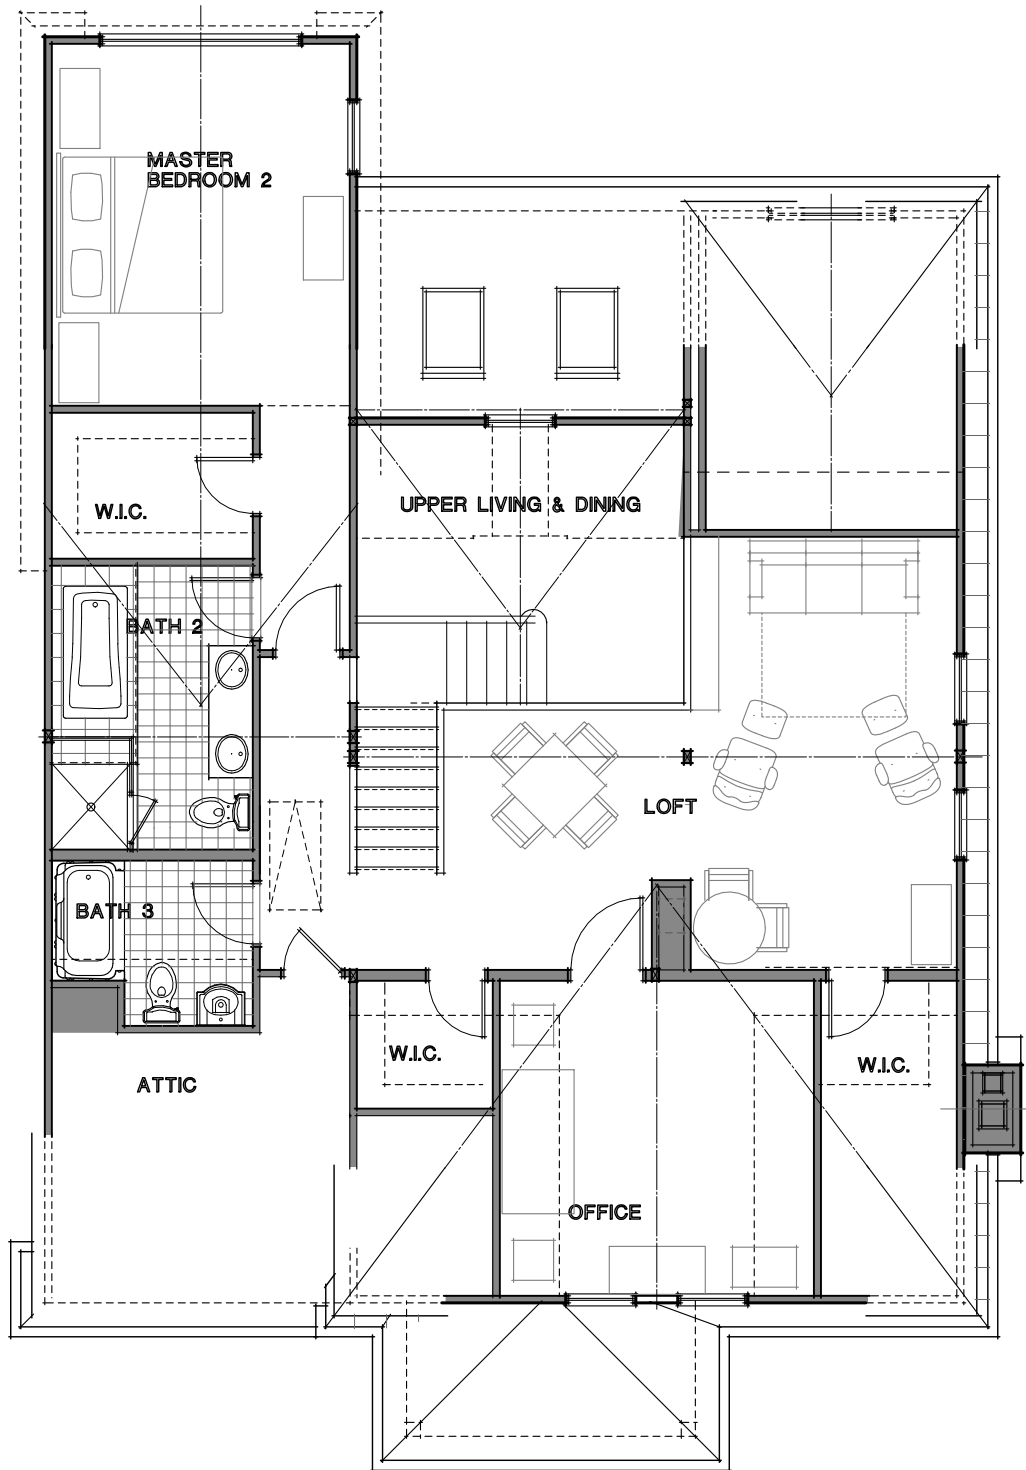 MASTER
BEDROOM 2
UPPER LIVING & DINING
W.I.C.
BATH 2
LOFT
BATH 3
W.I.C.
W.I.C.
ATTIC
OFFICE